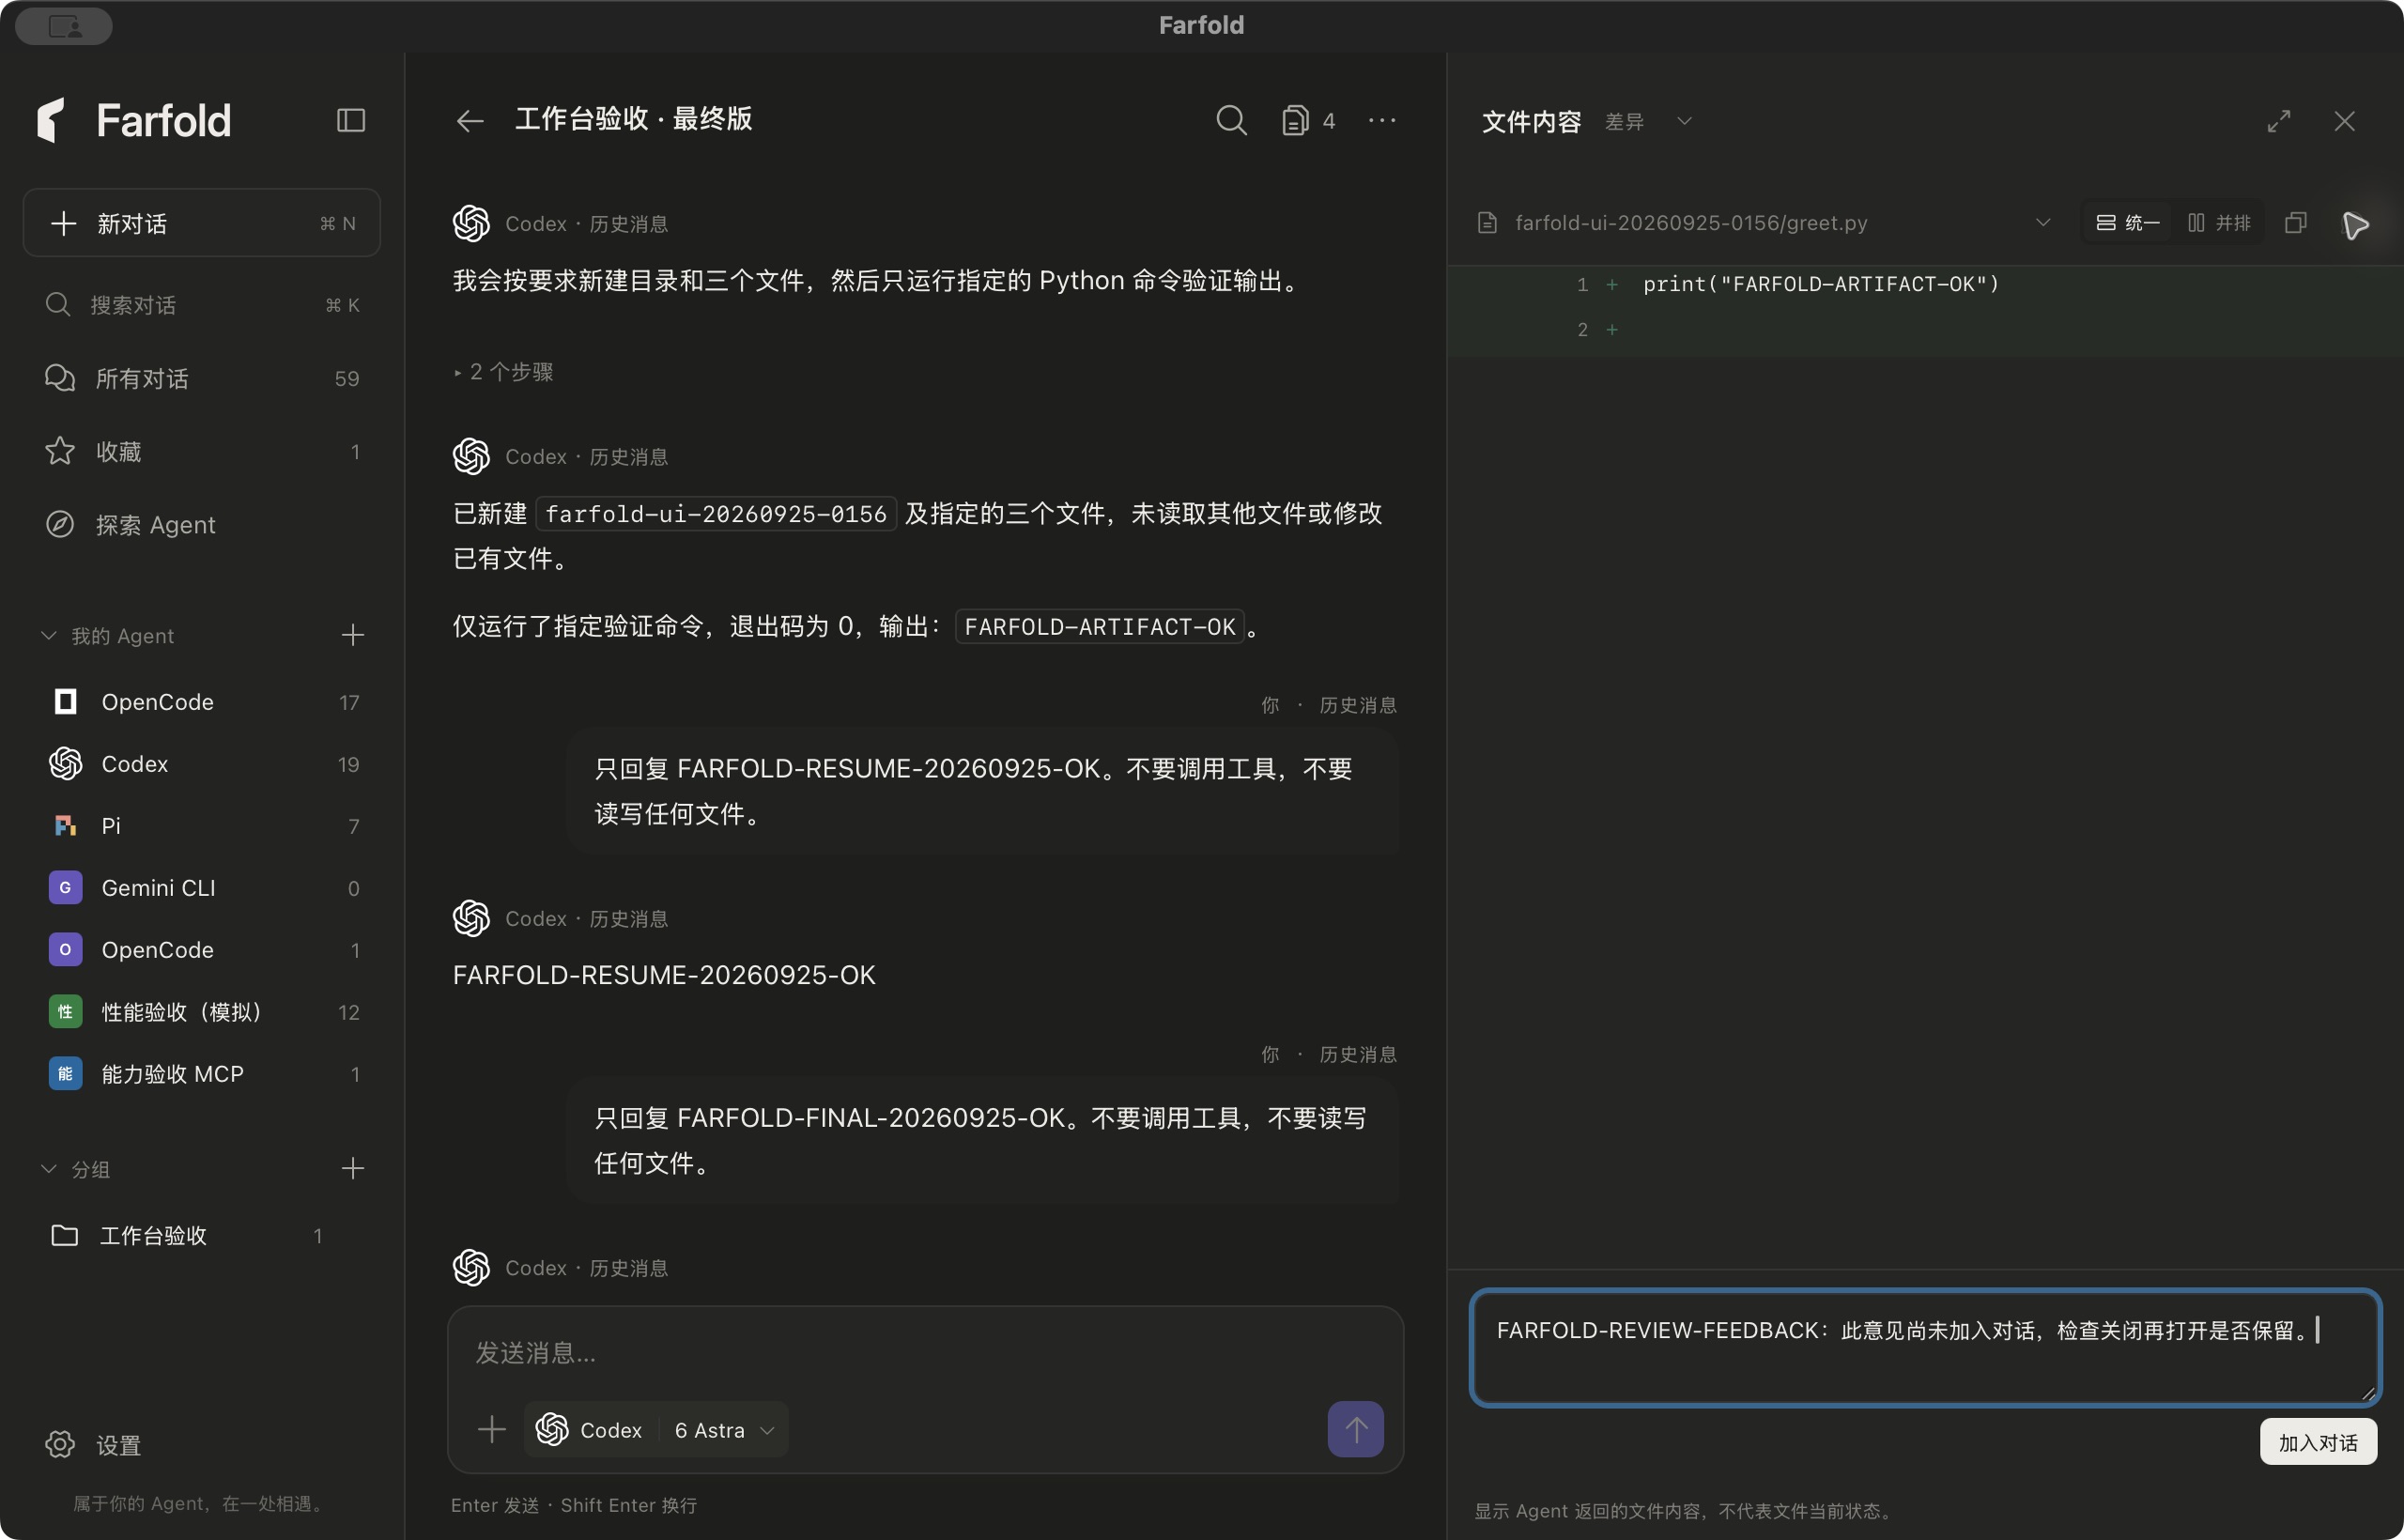 Farfold
Farfold
新对话
⌘ N
搜索对话
⌘ K
所有对话
59
收藏
1
探索 Agent
我的 Agent
OpenCode
17
Codex
19
Pi
7
G
Gemini CLI
0
O
OpenCode
1
性
性能验收（模拟）
12
能
能力验收 MCP
1
分组
工作台验收
1
设置
属于你的 Agent，在一处相遇。
工作台验收 · 最终版
4
Codex · 历史消息
我会按要求新建目录和三个文件，然后只运行指定的 Python 命令验证输出。
2 个步骤
Codex · 历史消息
已新建 farfold-ui-20260925-0156 及指定的三个文件，未读取其他文件或修改
已有文件。
仅运行了指定验证命令，退出码为 0，输出： FARFOLD-ARTIFACT-OK 。
你 · 历史消息
只回复 FARFOLD-RESUME-20260925-OK。不要调用工具，不要
读写任何文件。
Codex · 历史消息
FARFOLD-RESUME-20260925-OK
你 · 历史消息
只回复 FARFOLD-FINAL-20260925-OK。不要调用工具，不要读写
任何文件。
Codex · 历史消息
发送消息...
Codex
6 Astra
Enter 发送 · Shift Enter 换行
文件内容
差异
farfold-ui-20260925-0156/greet.py
统一
并排
1 + print("FARFOLD-ARTIFACT-OK")
2 +
FARFOLD-REVIEW-FEEDBACK：此意见尚未加入对话，检查关闭再打开是否保留。
加入对话
显示 Agent 返回的文件内容，不代表文件当前状态。